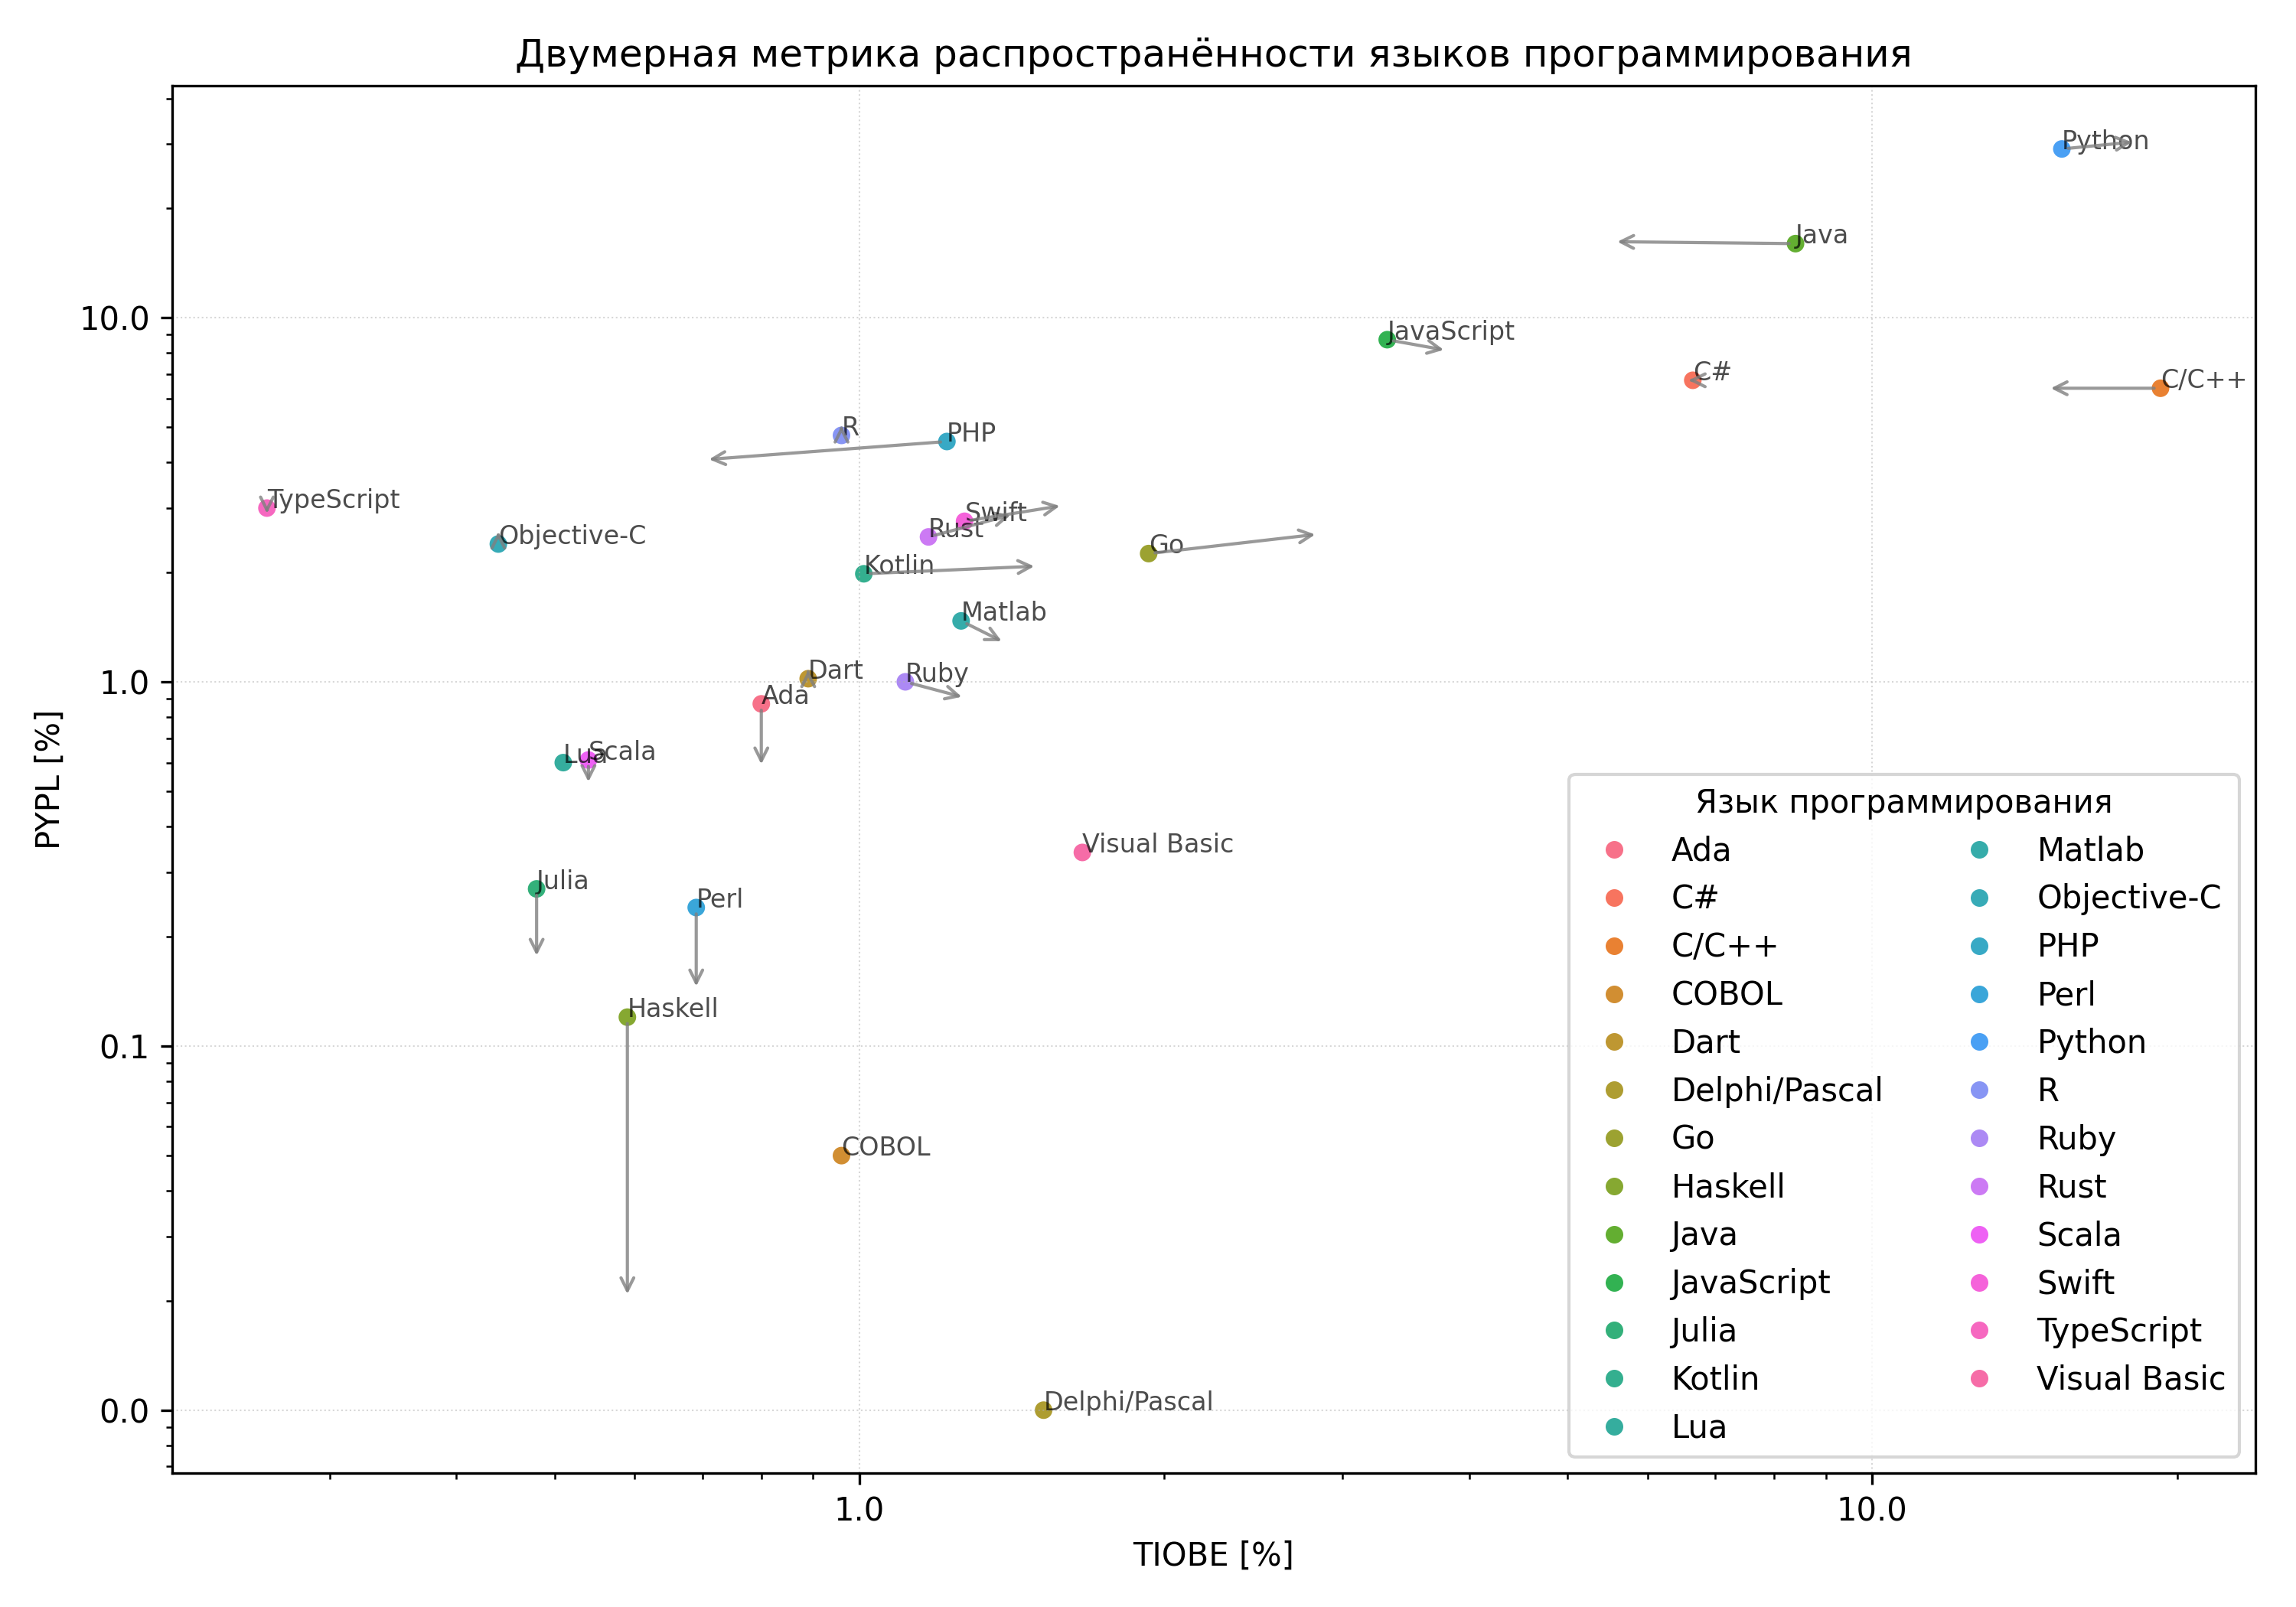 Двумерная метрика распространённости языков программирования
Python
Java
JavaScript
C#
C/C++
R
PHP
TypeScript
Swift
Rust
Objective-C
Go
Kotlin
Matlab
Dart
Ruby
Ada
Lua
Scala
Visual Basic
Julia
Perl
Haskell
COBOL
Delphi/Pascal
10.0
1.0
0.1
0.0
PYPL [%]
1.0
10.0
TIOBE [%]
Язык программирования
Ada
C#
C/C++
COBOL
Dart
Delphi/Pascal
Go
Haskell
Java
JavaScript
Julia
Kotlin
Lua
Matlab
Objective-C
PHP
Perl
Python
R
Ruby
Rust
Scala
Swift
TypeScript
Visual Basic